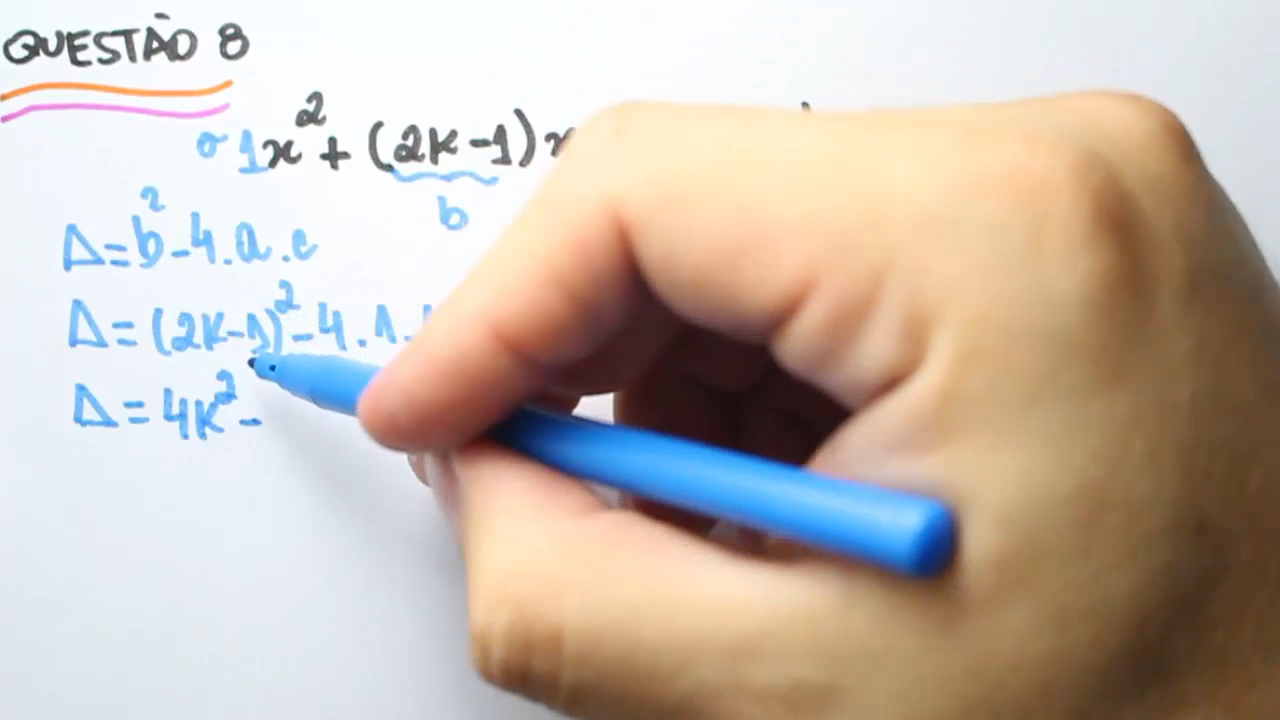 QUESTÃO 8
a 1x² + (2K-1)x
b
Δ = b² - 4.a.c
Δ = (2K-1)² - 4.1.
Δ = 4K² -